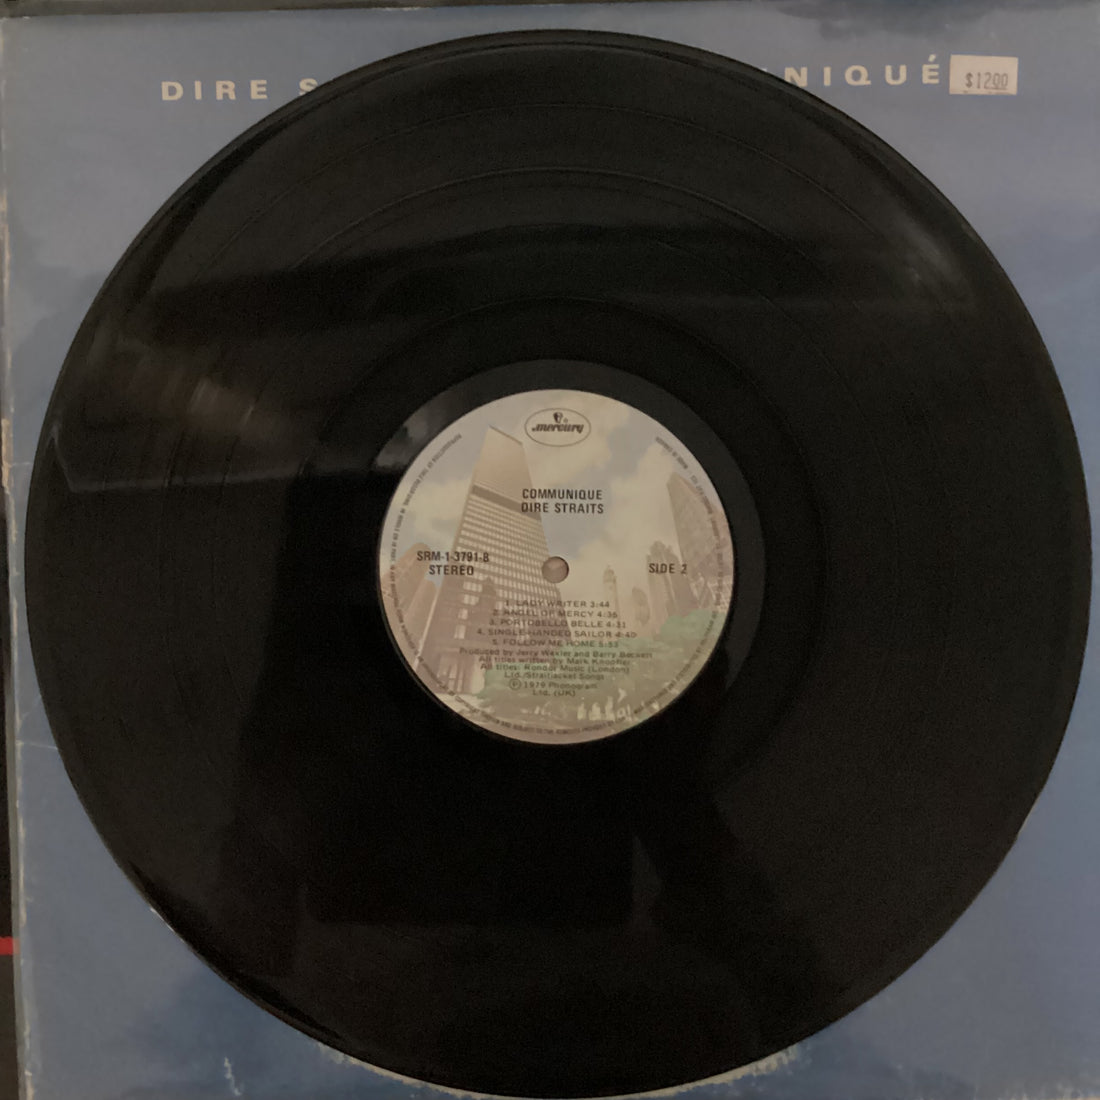 DIRE S
NIQUÉ
$12.00
mercury
COMMUNIQUE
DIRE STRAITS
SRM-1-3791-B
STEREO
SIDE 2
1. LADY WRITER 3:44
2. ANGEL OF MERCY 4:36
3. PORTOBELLO BELLE 4:31
4. SINGLE-HANDED SAILOR 4:40
5. FOLLOW ME HOME 5:53
Produced by Jerry Wexler and Barry Beckett
All titles written by Mark Knopfler
All titles: Rondor Music (London)
Ltd./Straitjacket Songs
Ⓟ 1979 Phonogram
Ltd. (UK)